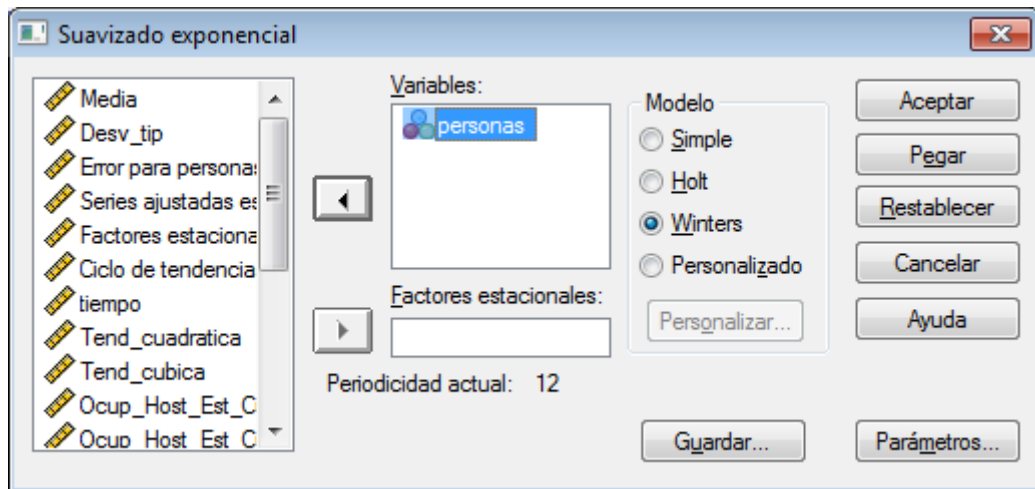 Suavizado exponencial
Media
Desv_tip
Error para persona
Series ajustadas es
Factores estaciona
Ciclo de tendencia
tiempo
Tend_cuadratica
Tend_cubica
Ocup_Host_Est_C
Ocup_Host_Est_C
Variables:
personas
Factores estacionales:
Periodicidad actual: 12
Modelo
Simple
Holt
Winters
Personalizado
Personalizar...
Aceptar
Pegar
Restablecer
Cancelar
Ayuda
Guardar...
Parámetros...